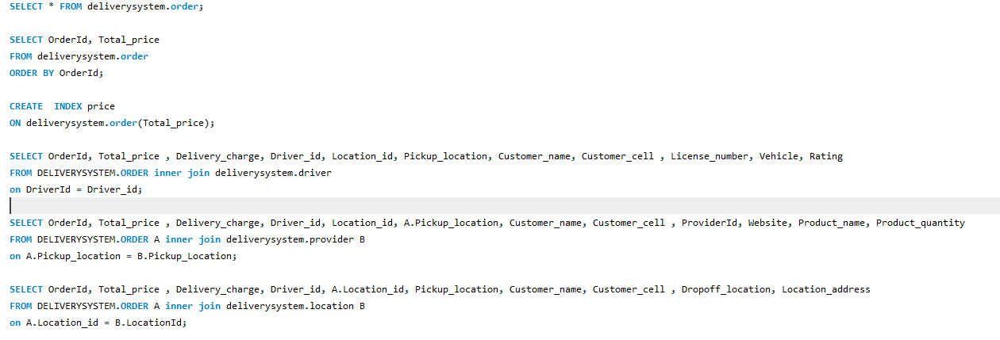 SELECT * FROM deliverysystem.order;
SELECT OrderId, Total_price
FROM deliverysystem.order
ORDER BY OrderId;
CREATE  INDEX price
ON deliverysystem.order(Total_price);
SELECT OrderId, Total_price , Delivery_charge, Driver_id, Location_id, Pickup_location, Customer_name, Customer_cell , License_number, Vehicle, Rating
FROM DELIVERYSYSTEM.ORDER inner join deliverysystem.driver
on DriverId = Driver_id;
SELECT OrderId, Total_price , Delivery_charge, Driver_id, Location_id, A.Pickup_location, Customer_name, Customer_cell , ProviderId, Website, Product_name, Product_quantity
FROM DELIVERYSYSTEM.ORDER A inner join deliverysystem.provider B
on A.Pickup_location = B.Pickup_Location;
SELECT OrderId, Total_price , Delivery_charge, Driver_id, A.Location_id, Pickup_location, Customer_name, Customer_cell , Dropoff_location, Location_address
FROM DELIVERYSYSTEM.ORDER A inner join deliverysystem.location B
on A.Location_id = B.LocationId;